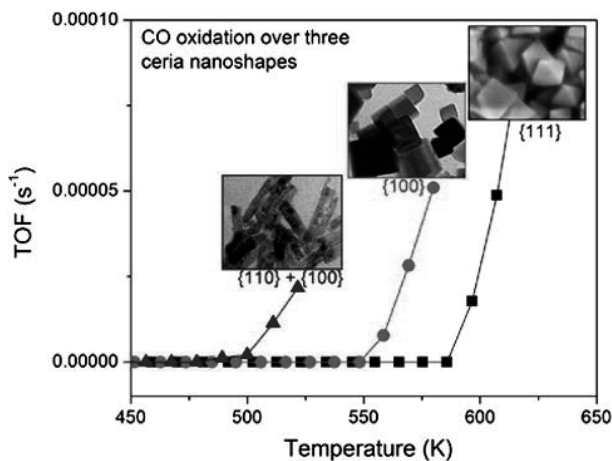 0.00010
CO oxidation over three
ceria nanoshapes
{111}
{100}
0.00005
{110} + {100}
TOF (s⁻¹)
0.00000
450 500 550 600 650
Temperature (K)